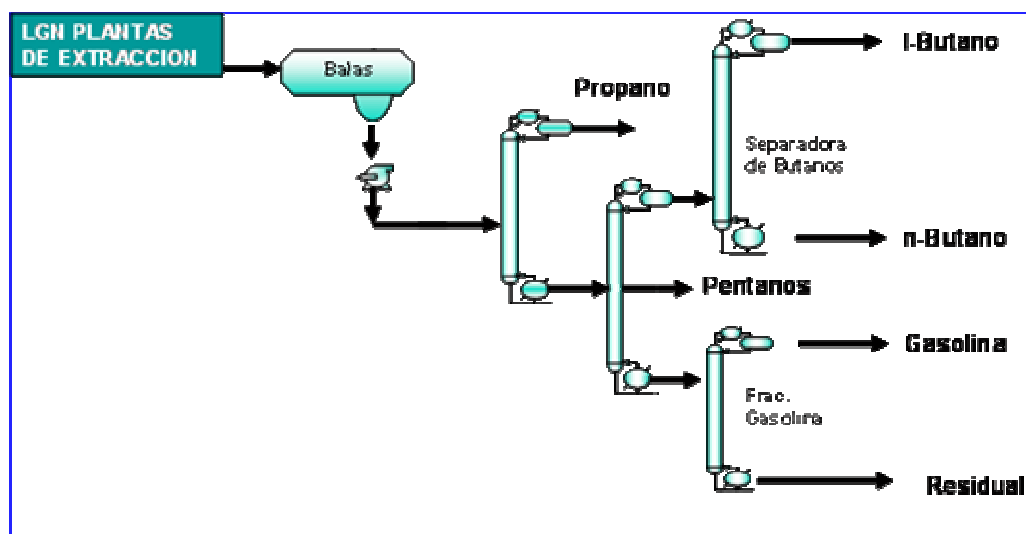 LGN PLANTAS
DE EXTRACCION
Balas
Propano
I-Butano
Separadora
de Butanos
n-Butano
Pentanos
Gasolina
Frac.
Gasolina
Residual